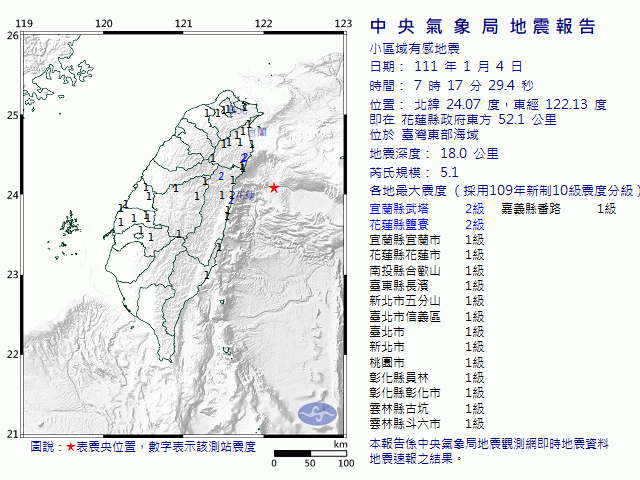 中央氣象局地震報告
小區域有感地震
日期： 111 年 1 月 4 日
時間： 7 時 17 分 29.4 秒
位置： 北緯 24.07 度，東經 122.13 度
即在 花蓮縣政府東方 52.1 公里
位於 臺灣東部海域
地震深度： 18.0 公里
芮氏規模： 5.1
各地最大震度（採用109年新制10級震度分級）
宜蘭縣武塔 2級 嘉義縣番路 1級
花蓮縣鹽寮 2級
宜蘭縣宜蘭市 1級
花蓮縣花蓮市 1級
南投縣合歡山 1級
臺東縣長濱 1級
新北市五分山 1級
臺北市信義區 1級
臺北市 1級
新北市 1級
桃園市 1級
彰化縣員林 1級
彰化縣彰化市 1級
雲林縣古坑 1級
雲林縣斗六市 1級
本報告係中央氣象局地震觀測網即時地震資料
地震速報之結果。
119 120 121 122 123
26
25
24
23
22
21
宜蘭
圖說：★表震央位置，數字表示該測站震度
km
0 50 100